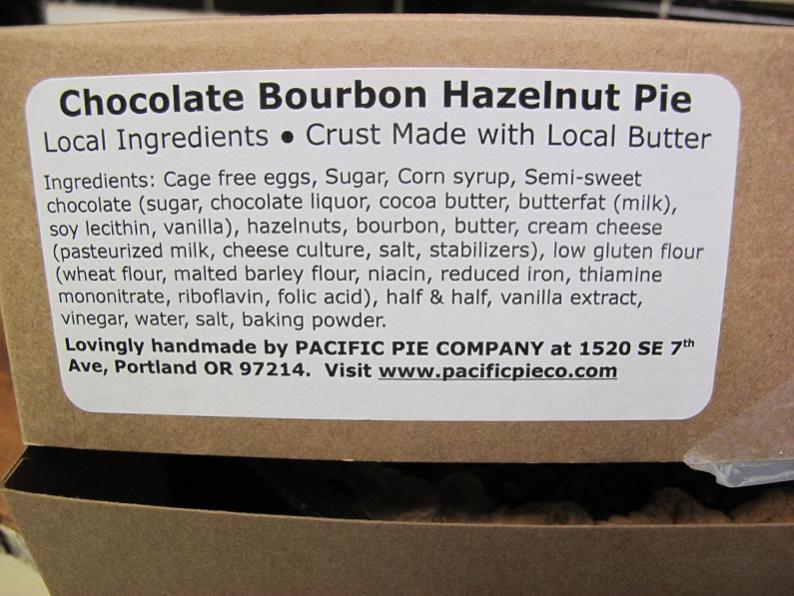 Chocolate Bourbon Hazelnut Pie
Local Ingredients ● Crust Made with Local Butter
Ingredients: Cage free eggs, Sugar, Corn syrup, Semi-sweet
chocolate (sugar, chocolate liquor, cocoa butter, butterfat (milk),
soy lecithin, vanilla), hazelnuts, bourbon, butter, cream cheese
(pasteurized milk, cheese culture, salt, stabilizers), low gluten flour
(wheat flour, malted barley flour, niacin, reduced iron, thiamine
mononitrate, riboflavin, folic acid), half & half, vanilla extract,
vinegar, water, salt, baking powder.
Lovingly handmade by PACIFIC PIE COMPANY at 1520 SE 7th
Ave, Portland OR 97214. Visit www.pacificpieco.com